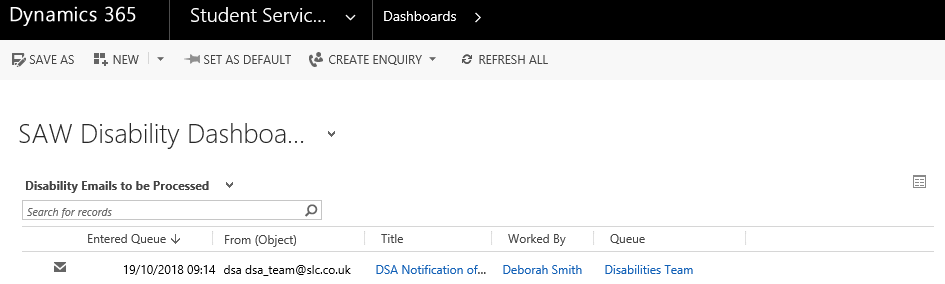 Dynamics 365 Student Servic... Dashboards
SAVE AS NEW SET AS DEFAULT CREATE ENQUIRY REFRESH ALL
SAW Disability Dashboa...
Disability Emails to be Processed
Search for records
Entered Queue From (Object) Title Worked By Queue
19/10/2018 09:14 dsa dsa_team@slc.co.uk DSA Notification of... Deborah Smith Disabilities Team